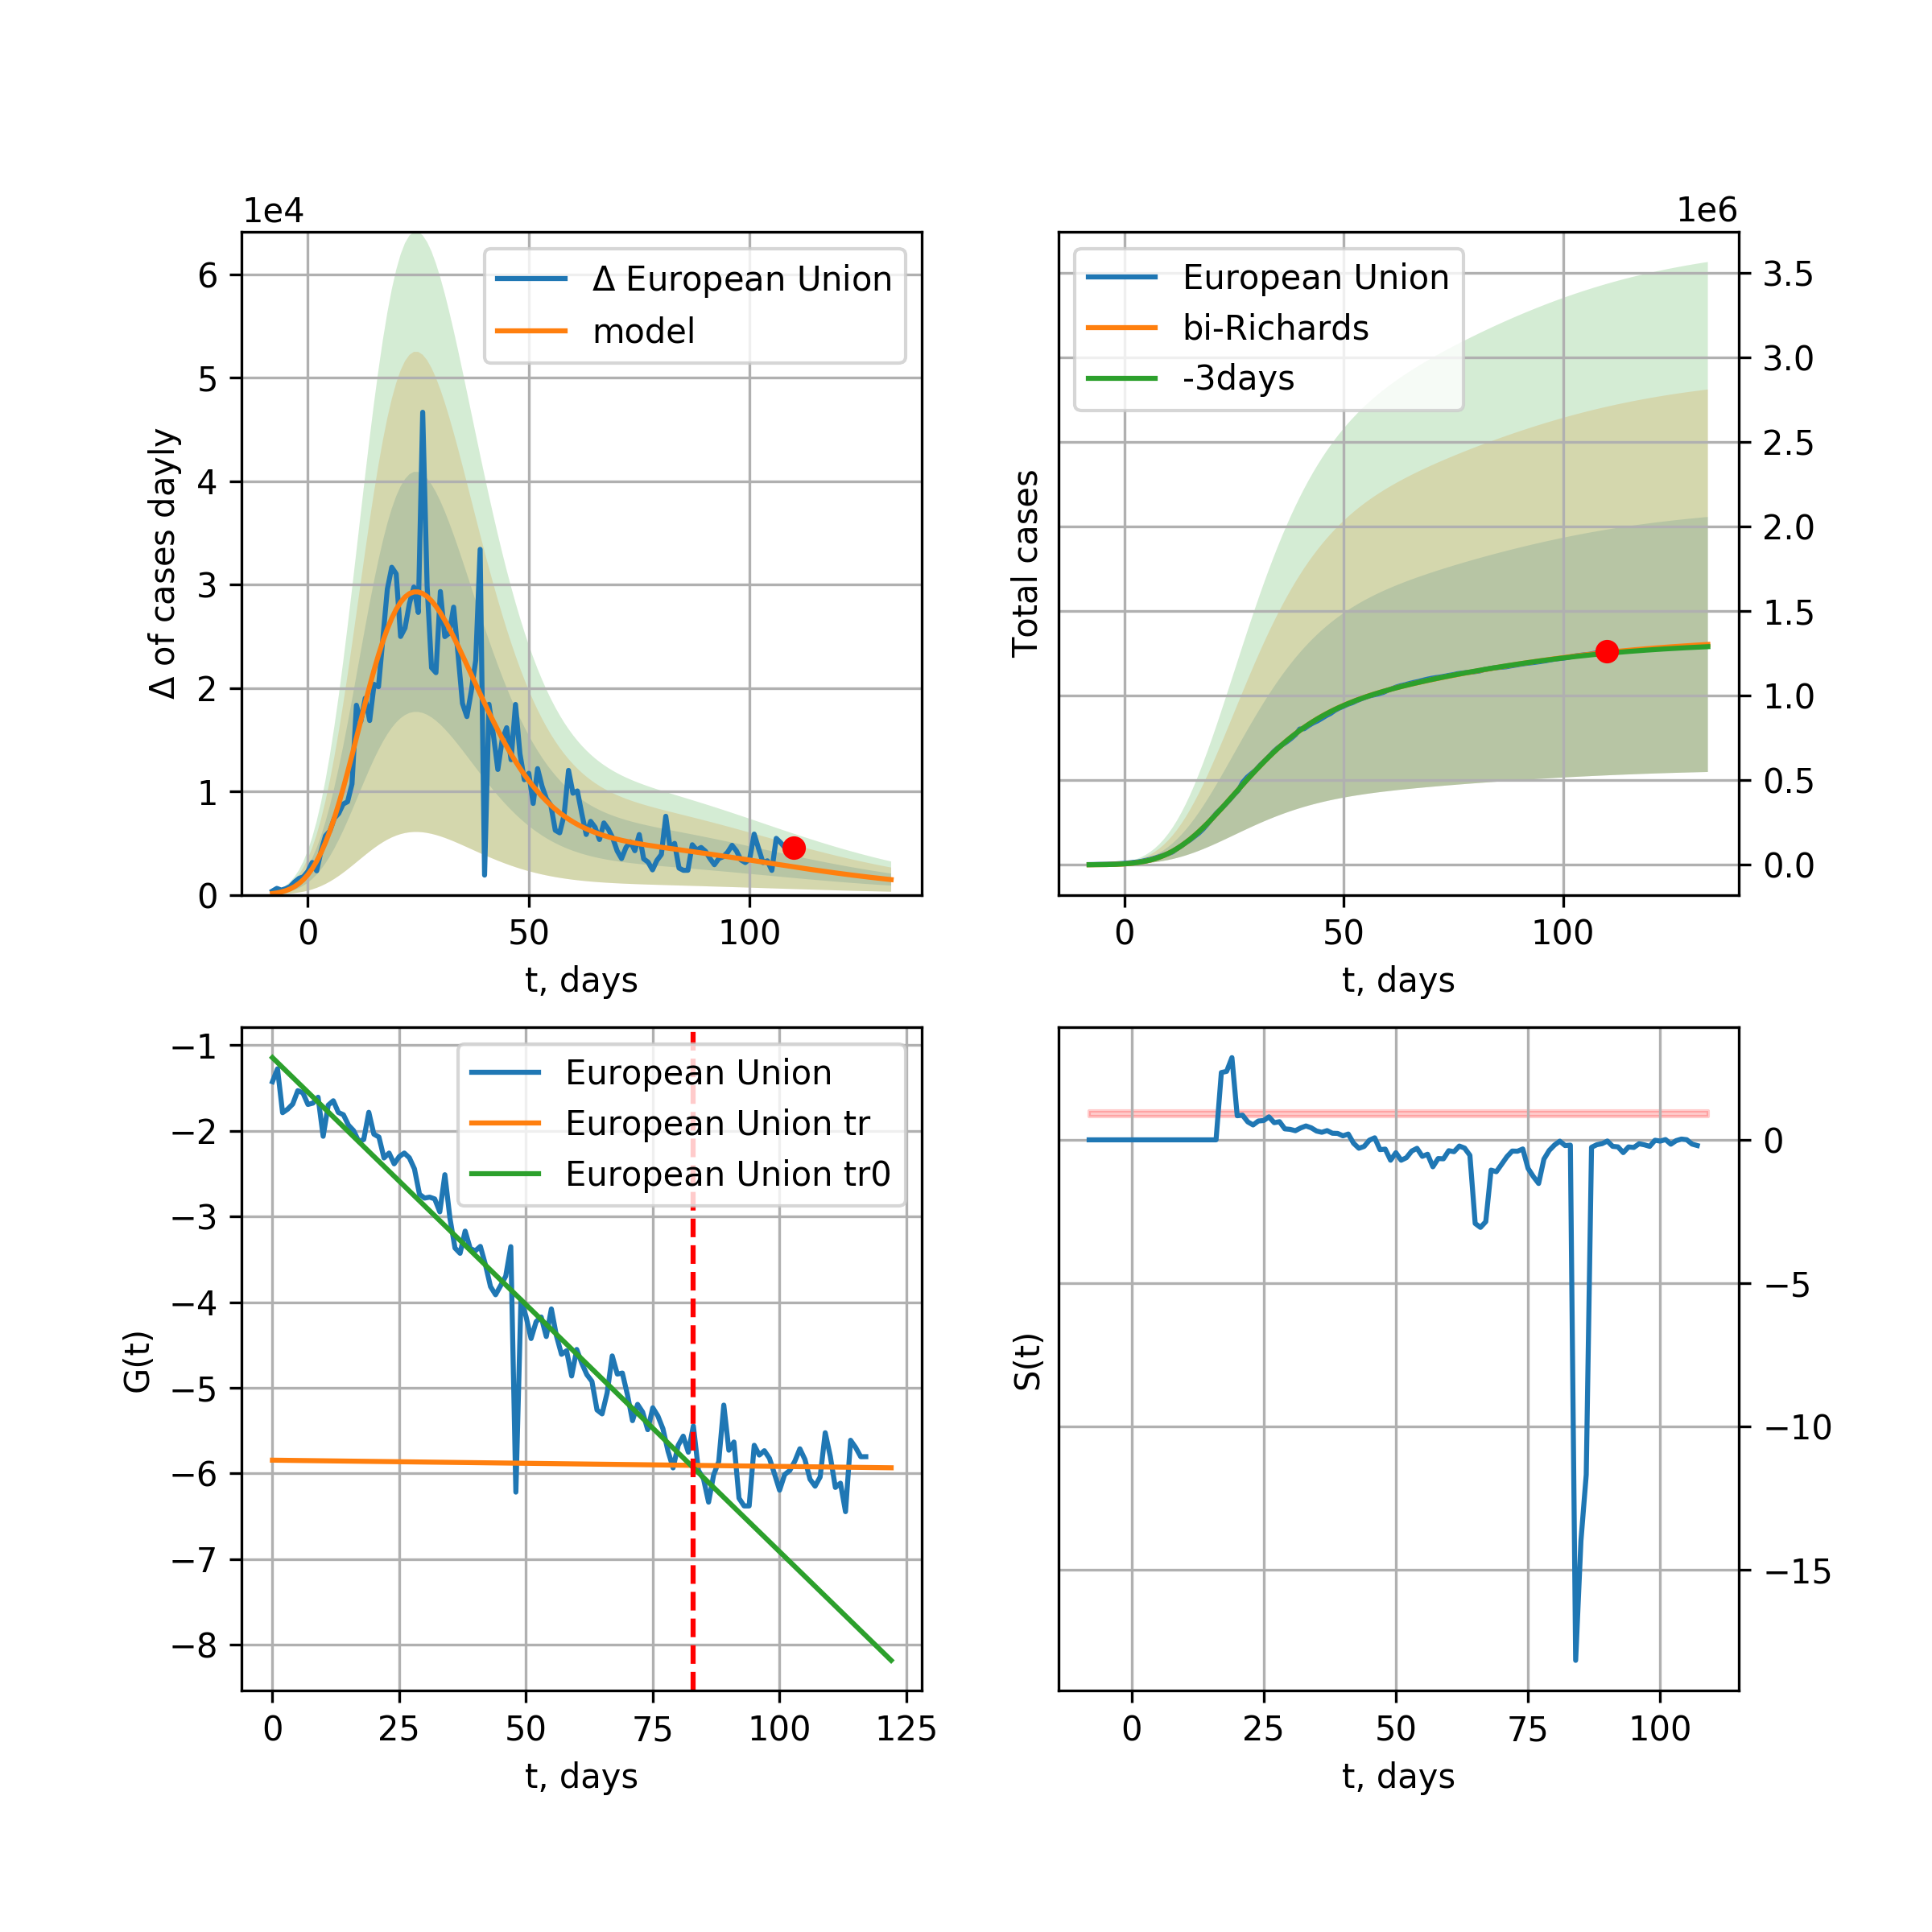 1e4
6
5
4
3
2
1
0
Δ of cases dayly
Δ European Union
model
0 50 100
t, days
1e6
European Union
bi-Richards
-3days
Total cases
3.5
3.0
2.5
2.0
1.5
1.0
0.5
0.0
0 50 100
t, days
−1
−2
−3
−4
−5
−6
−7
−8
G(t)
European Union
European Union tr
European Union tr0
0 25 50 75 100 125
t, days
S(t)
0
−5
−10
−15
0 25 50 75 100
t, days